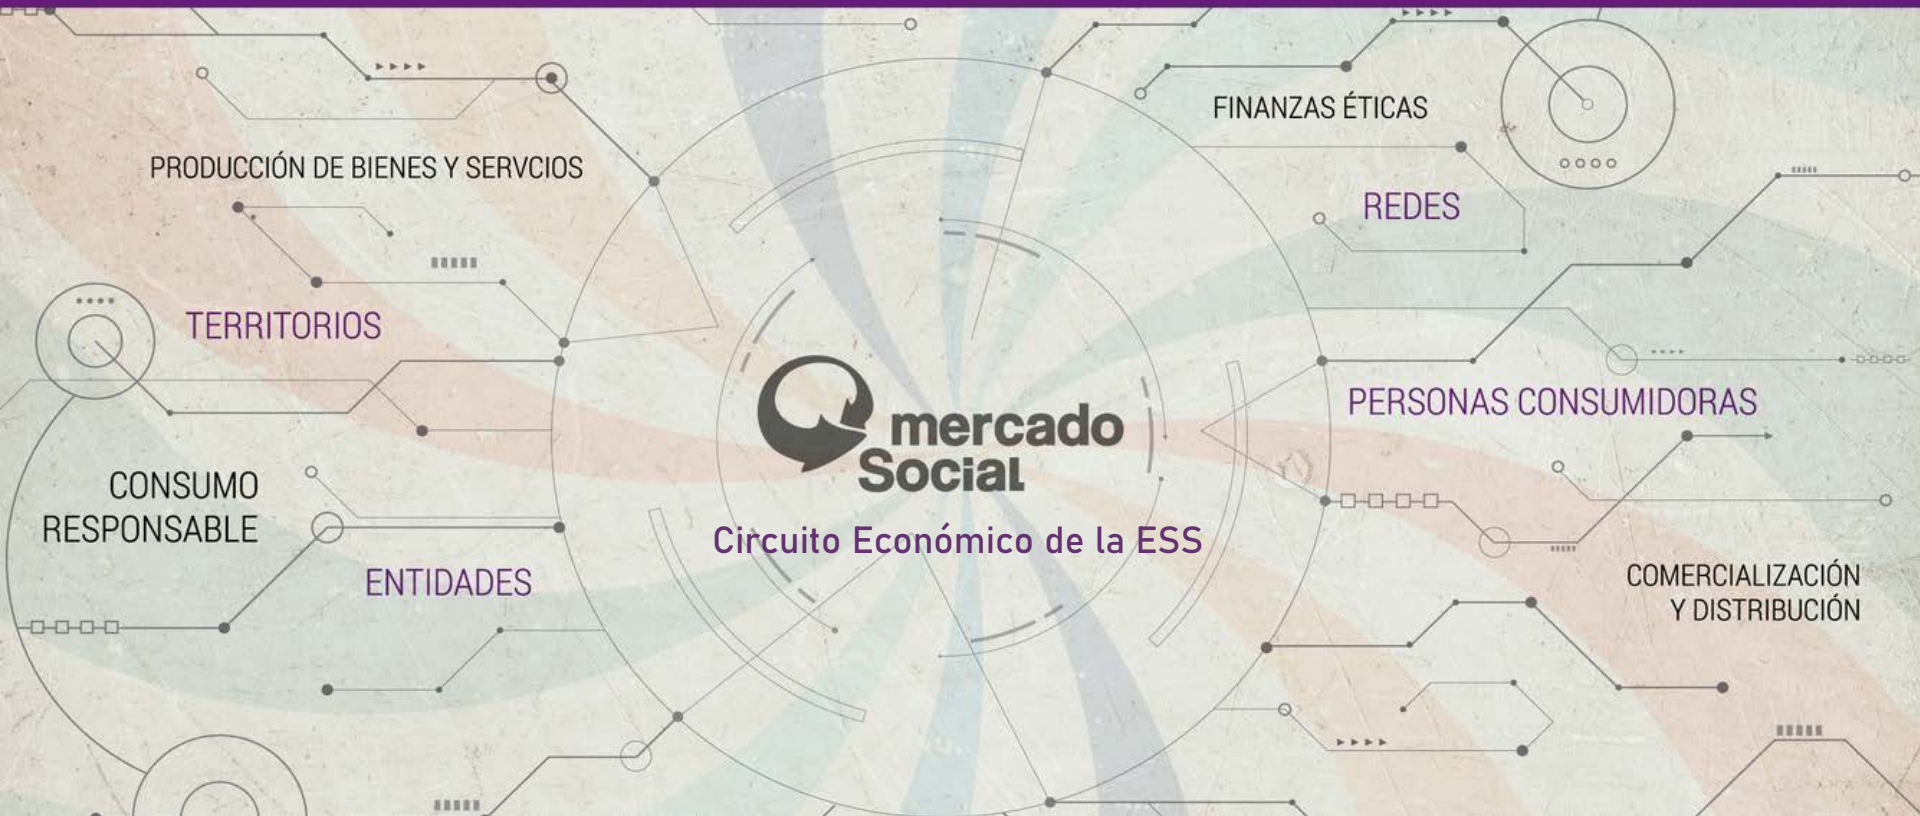 FINANZAS ÉTICAS
PRODUCCIÓN DE BIENES Y SERVCIOS
REDES
TERRITORIOS
PERSONAS CONSUMIDORAS
mercado
Social
CONSUMO
RESPONSABLE
Circuito Económico de la ESS
ENTIDADES
COMERCIALIZACIÓN
Y DISTRIBUCIÓN